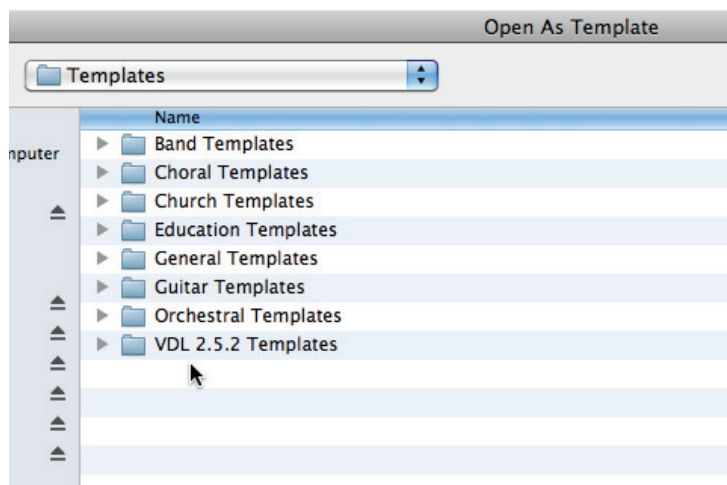 Open As Template
Templates
Name
mputer
Band Templates
Choral Templates
Church Templates
Education Templates
General Templates
Guitar Templates
Orchestral Templates
VDL 2.5.2 Templates